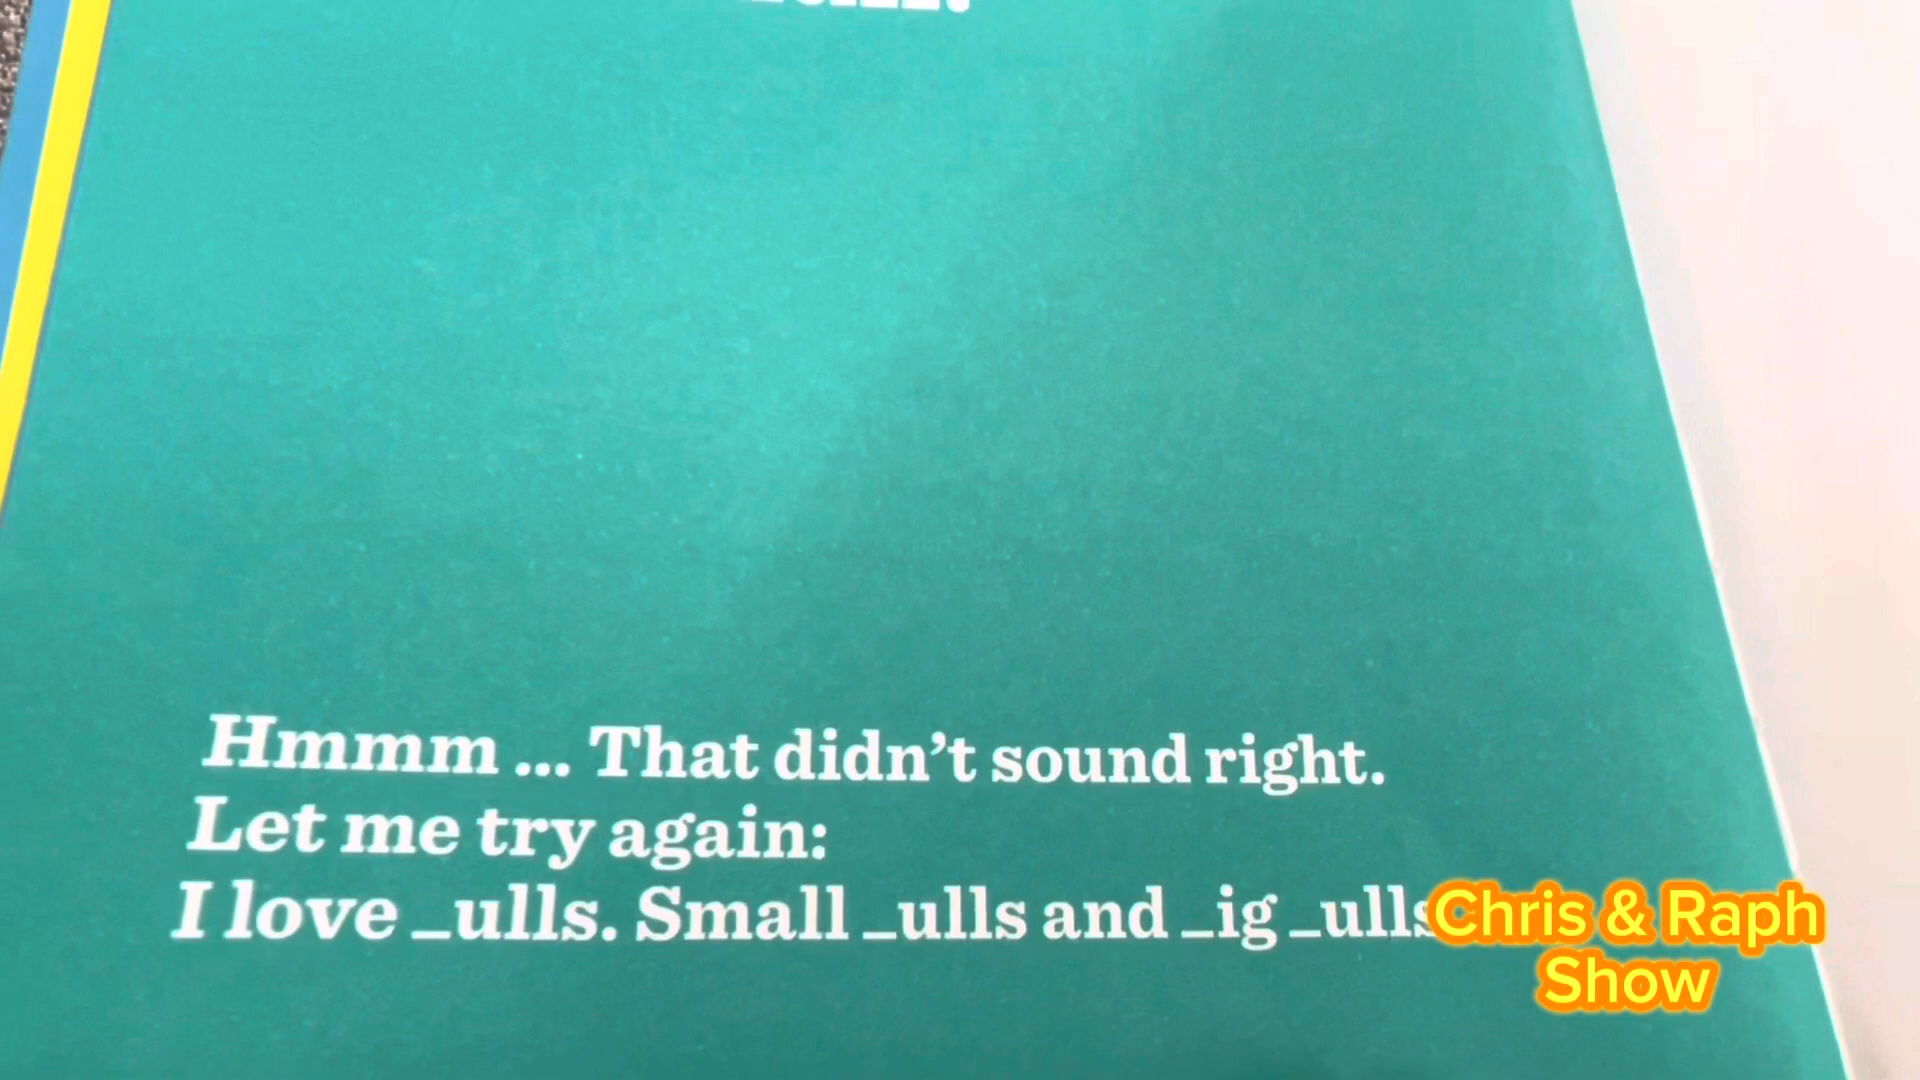 Hmmm ... That didn’t sound right.
Let me try again:
I love _ulls. Small _ulls and _ig _ulls
Chris & Raph
Show